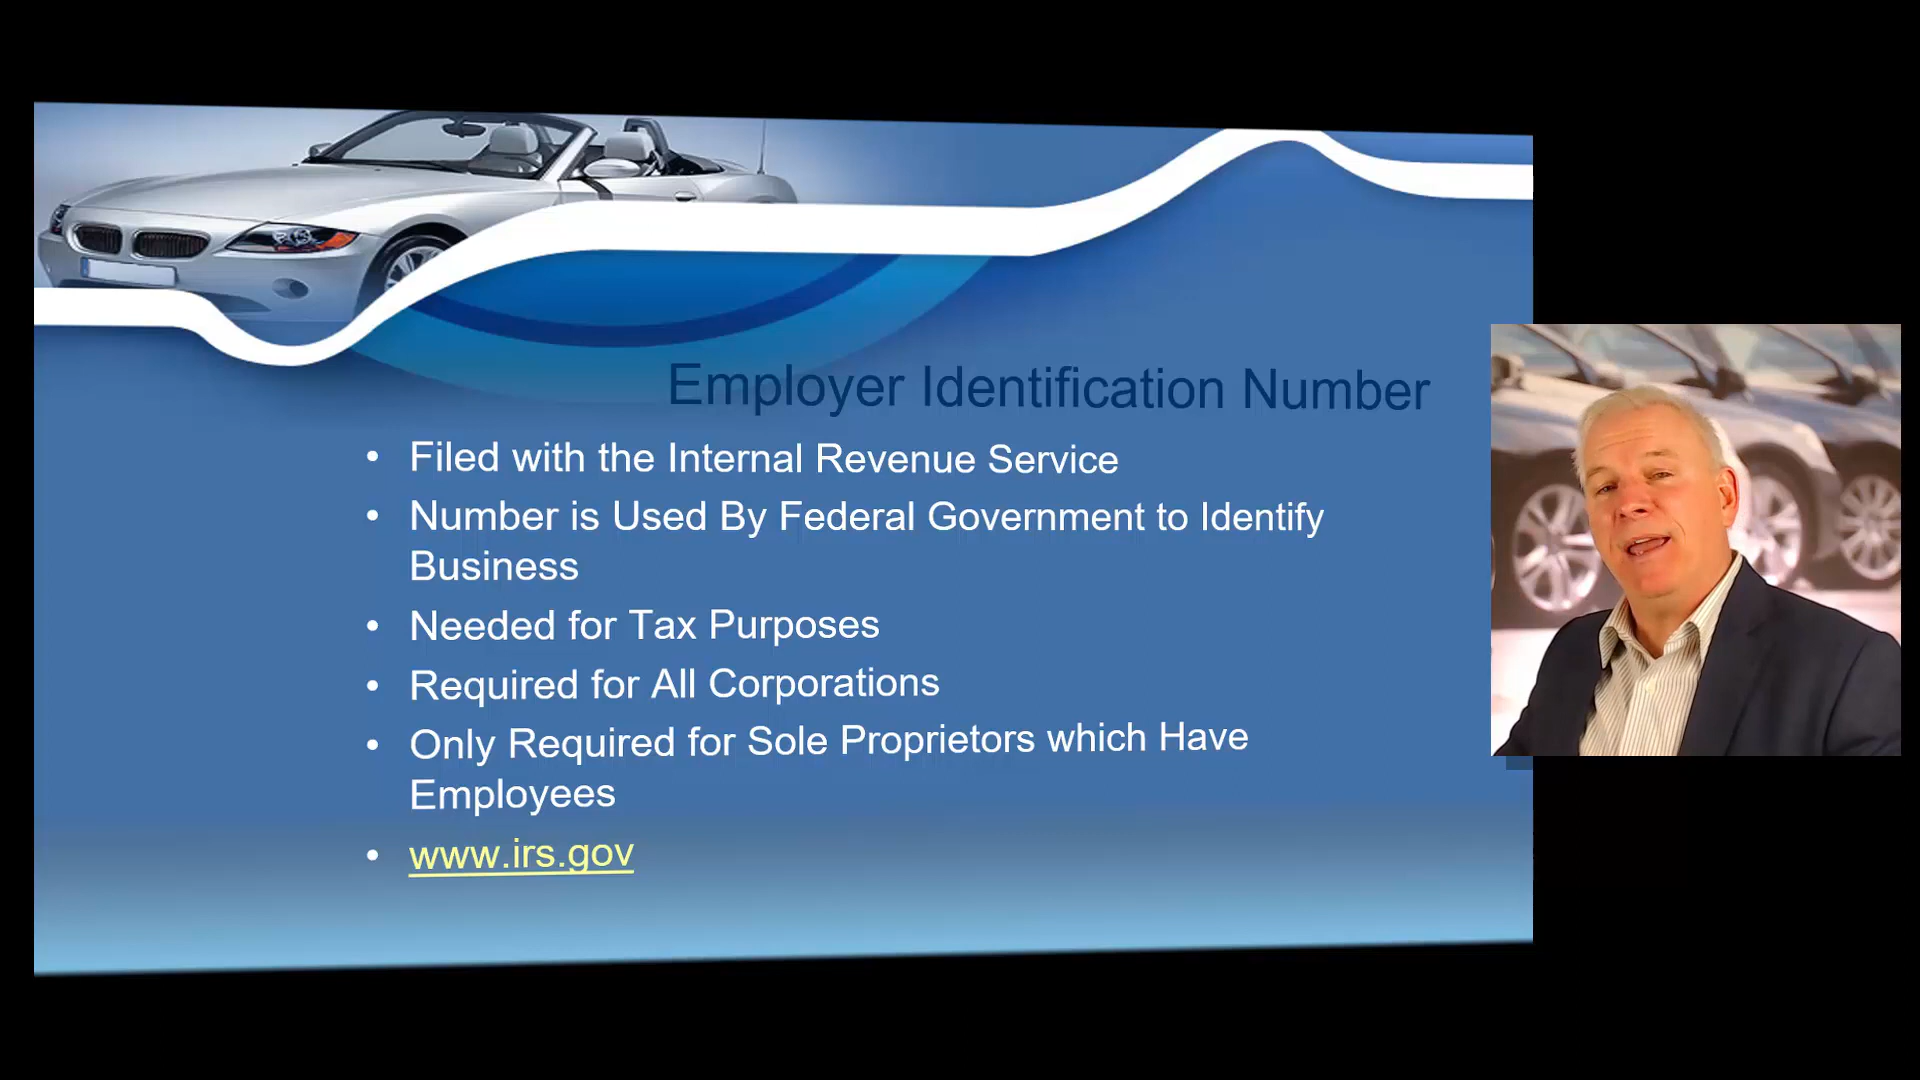 Employer Identification Number
• Filed with the Internal Revenue Service
• Number is Used By Federal Government to Identify
Business
• Needed for Tax Purposes
• Required for All Corporations
• Only Required for Sole Proprietors which Have
Employees
• www.irs.gov